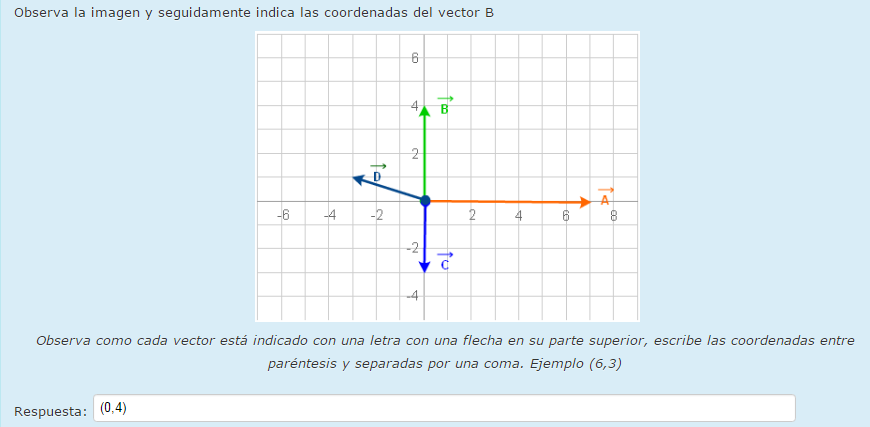 Observa la imagen y seguidamente indica las coordenadas del vector B
6
4
B
2
D
A
-6 -4 -2 2 4 6 8
-2
C
-4
Observa como cada vector está indicado con una letra con una flecha en su parte superior, escribe las coordenadas entre
paréntesis y separadas por una coma. Ejemplo (6,3)
Respuesta: (0,4)